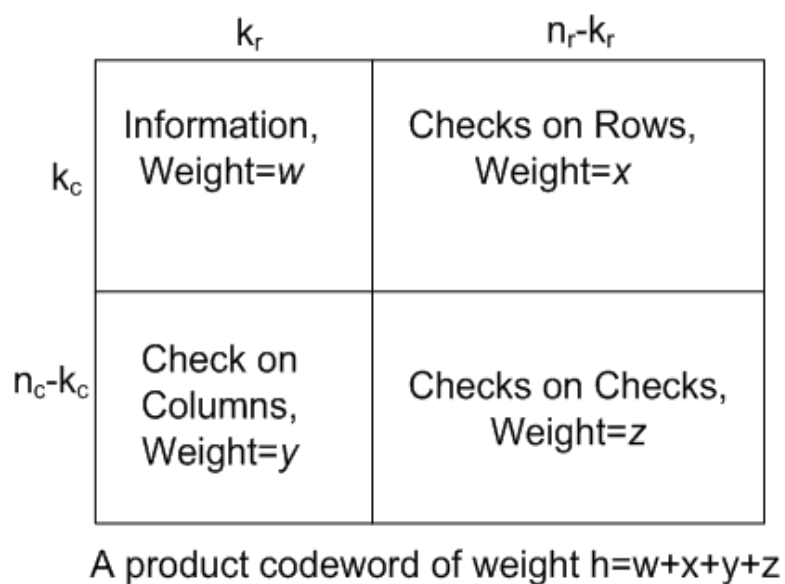 k_r
n_r-k_r
Information,
Weight=w
Checks on Rows,
Weight=x
k_c
Check on
Columns,
Weight=y
Checks on Checks,
Weight=z
n_c-k_c
A product codeword of weight h=w+x+y+z